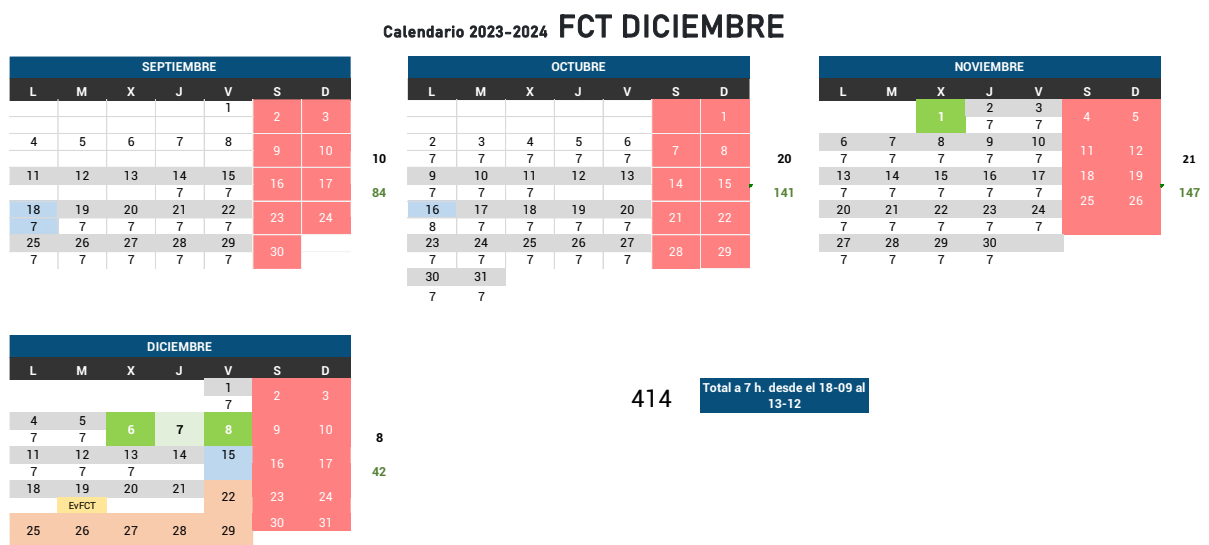 Calendario 2023-2024 FCT DICIEMBRE
SEPTIEMBRE
L M X J V S D
1 2 3
4 5 6 7 8 9 10
10
11 12 13 14 15 16 17
7 7
84
18 19 20 21 22 23 24
7 7 7 7 7
25 26 27 28 29 30
7 7 7 7 7
OCTUBRE
L M X J V S D
1
2 3 4 5 6 7 8
7 7 7 7 7
20
9 10 11 12 13 14 15
7 7 7
141
16 17 18 19 20 21 22
8 7 7 7 7
23 24 25 26 27 28 29
7 7 7 7 7
30 31
7 7
NOVIEMBRE
L M X J V S D
1 2 3 4 5
7 7
6 7 8 9 10 11 12
7 7 7 7 7
21
13 14 15 16 17 18 19
7 7 7 7 7
147
20 21 22 23 24 25 26
7 7 7 7 7
27 28 29 30
7 7 7 7
DICIEMBRE
L M X J V S D
1 2 3
7
4 5 6 7 8 9 10
7 7
8
11 12 13 14 15 16 17
7 7 7
42
18 19 20 21 22 23 24
EvFCT
25 26 27 28 29 30 31
414
Total a 7 h. desde el 18-09 al
13-12